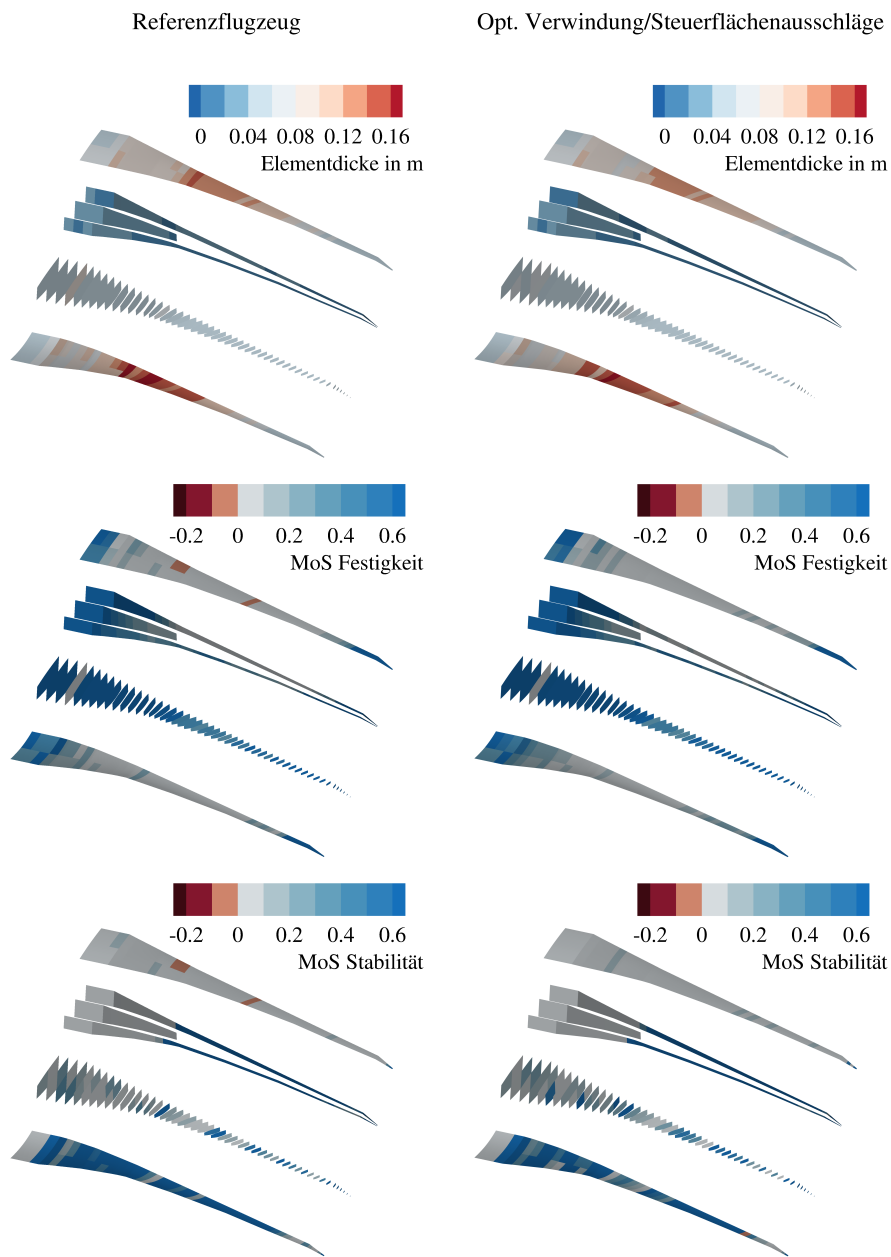 Referenzflugzeug
Opt. Verwindung/Steuerflächenausschläge
0 0.04 0.08 0.12 0.16
Elementdicke in m
0 0.04 0.08 0.12 0.16
Elementdicke in m
-0.2 0 0.2 0.4 0.6
MoS Festigkeit
-0.2 0 0.2 0.4 0.6
MoS Festigkeit
-0.2 0 0.2 0.4 0.6
MoS Stabilität
-0.2 0 0.2 0.4 0.6
MoS Stabilität